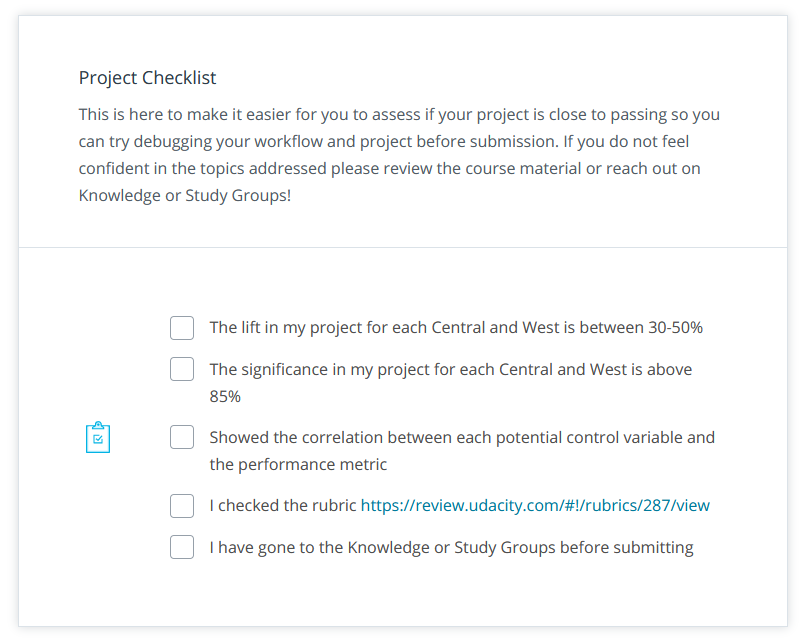 Project Checklist
This is here to make it easier for you to assess if your project is close to passing so you
can try debugging your workflow and project before submission. If you do not feel
confident in the topics addressed please review the course material or reach out on
Knowledge or Study Groups!
The lift in my project for each Central and West is between 30-50%
The significance in my project for each Central and West is above
85%
Showed the correlation between each potential control variable and
the performance metric
I checked the rubric https://review.udacity.com/#!/rubrics/287/view
I have gone to the Knowledge or Study Groups before submitting